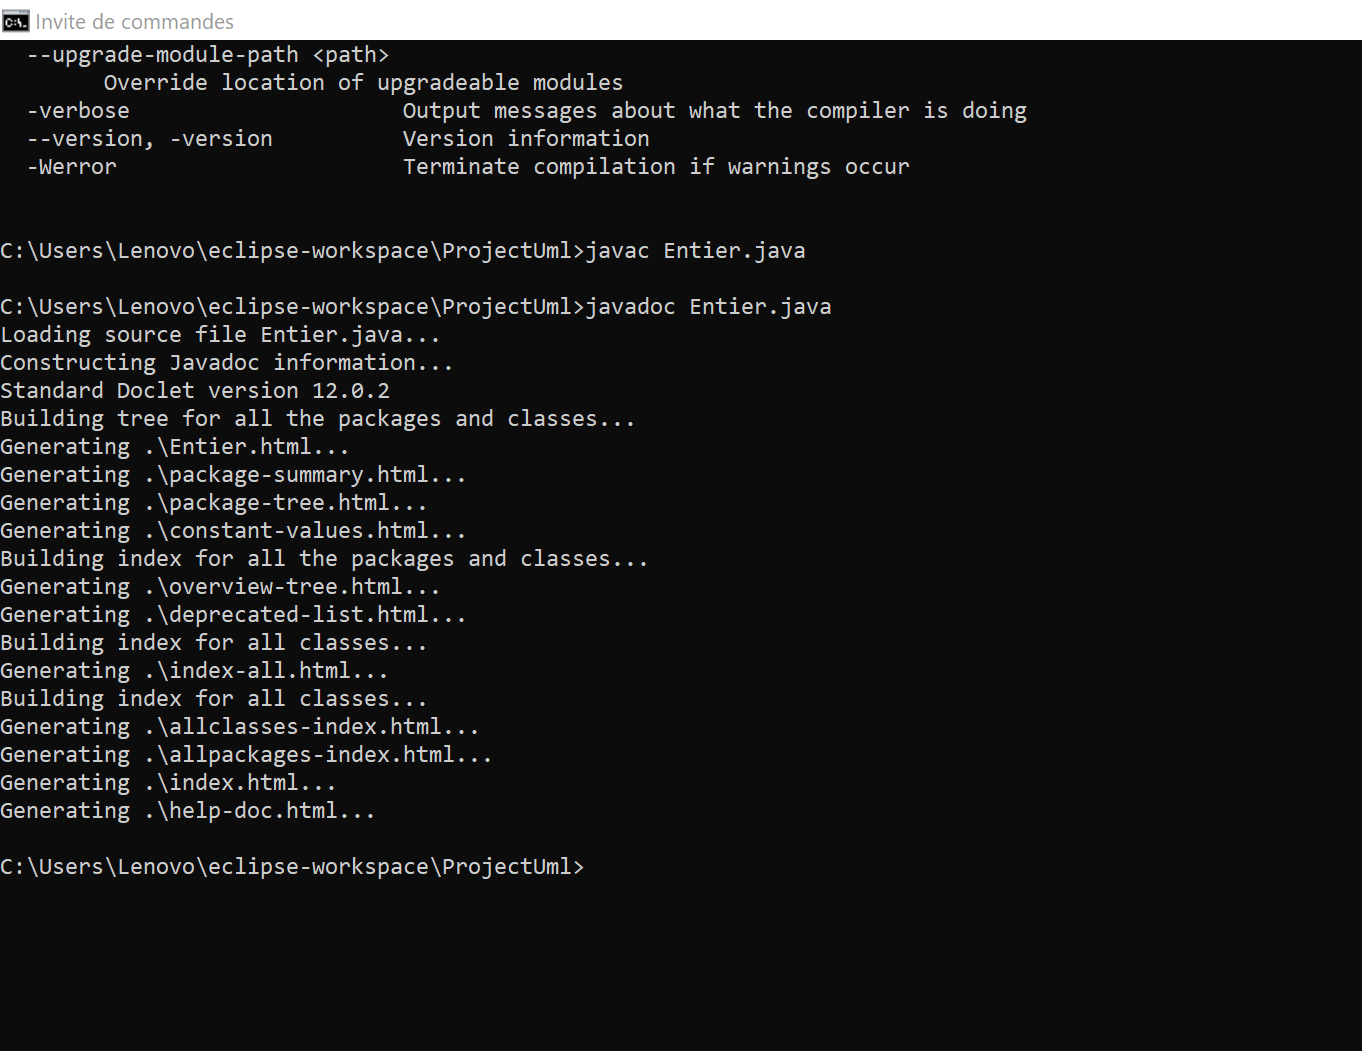 Invite de commandes
--upgrade-module-path <path>
Override location of upgradeable modules
-verbose Output messages about what the compiler is doing
--version, -version Version information
-Werror Terminate compilation if warnings occur
C:\Users\Lenovo\eclipse-workspace\ProjectUml>javac Entier.java
C:\Users\Lenovo\eclipse-workspace\ProjectUml>javadoc Entier.java
Loading source file Entier.java...
Constructing Javadoc information...
Standard Doclet version 12.0.2
Building tree for all the packages and classes...
Generating .\Entier.html...
Generating .\package-summary.html...
Generating .\package-tree.html...
Generating .\constant-values.html...
Building index for all the packages and classes...
Generating .\overview-tree.html...
Generating .\deprecated-list.html...
Building index for all classes...
Generating .\index-all.html...
Building index for all classes...
Generating .\allclasses-index.html...
Generating .\allpackages-index.html...
Generating .\index.html...
Generating .\help-doc.html...
C:\Users\Lenovo\eclipse-workspace\ProjectUml>